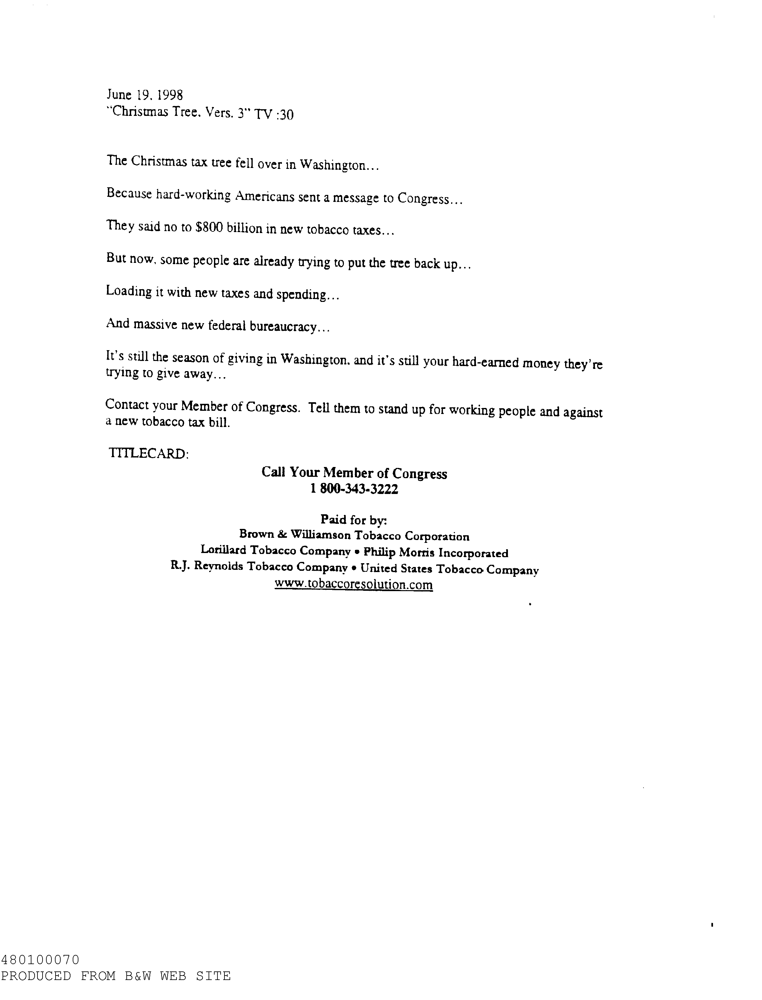 June 19. 1998
"Christmas Tree. Vers. 3" TV :30
The Christmas tax tree fell over in Washington...
Because hard-working Americans sent a message to Congress...
They said no to $800 billion in new tobacco taxes...
But now. some people are already trying to put the tree back up...
Loading it with new taxes and spending...
And massive new federal bureaucracy...
It's still the season of giving in Washington. and it's still your hard-earned money they're
trying to give away...
Contact your Member of Congress. Tell them to stand up for working people and against
a new tobacco tax bill.
TITLECARD:
Call Your Member of Congress
1 800-343-3222
Paid for by:
Brown & Williamson Tobacco Corporation
Lorillard Tobacco Company • Philip Morris Incorporated
R.J. Reynolds Tobacco Company • United States Tobacco Company
www.tobaccoresolution.com
480100070
PRODUCED FROM B&W WEB SITE